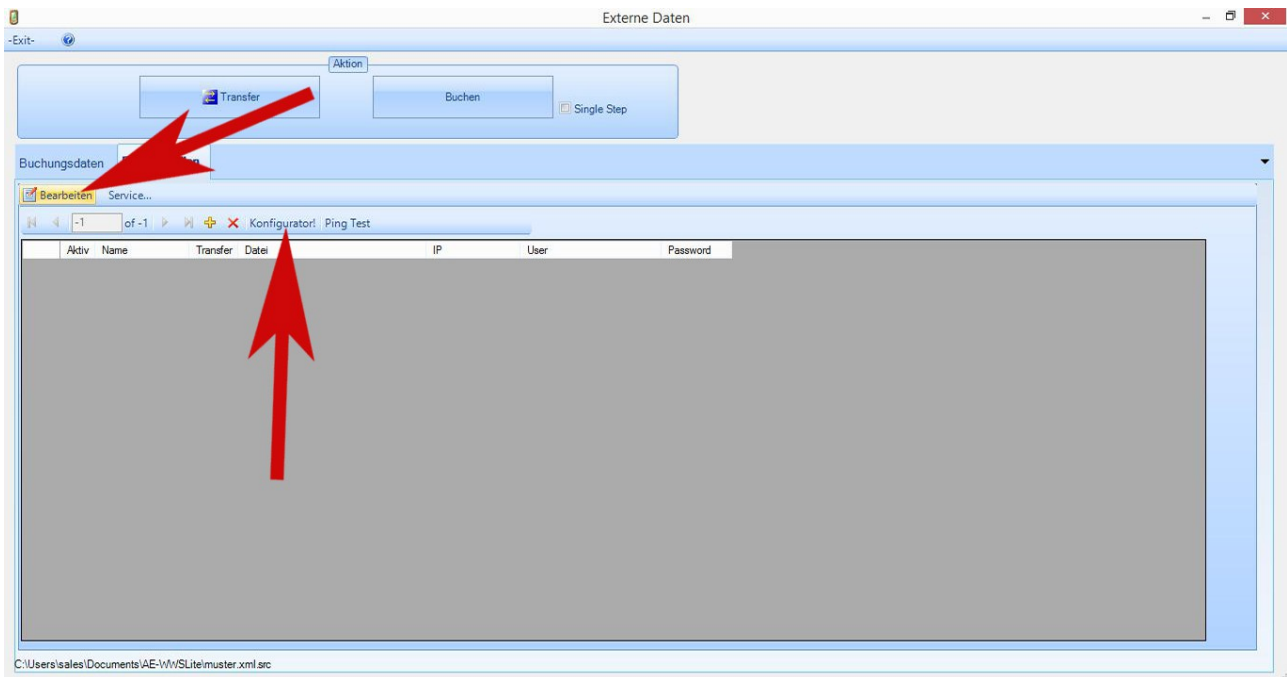 Externe Daten
-Exit-
Aktion
Transfer
Buchen
Single Step
Buchungsdaten
Bearbeiten Service...
-1 of -1 Konfigurator! Ping Test
Aktiv Name Transfer Datei IP User Password
C:\Users\sales\Documents\AE-WWSLite\muster.xml.src